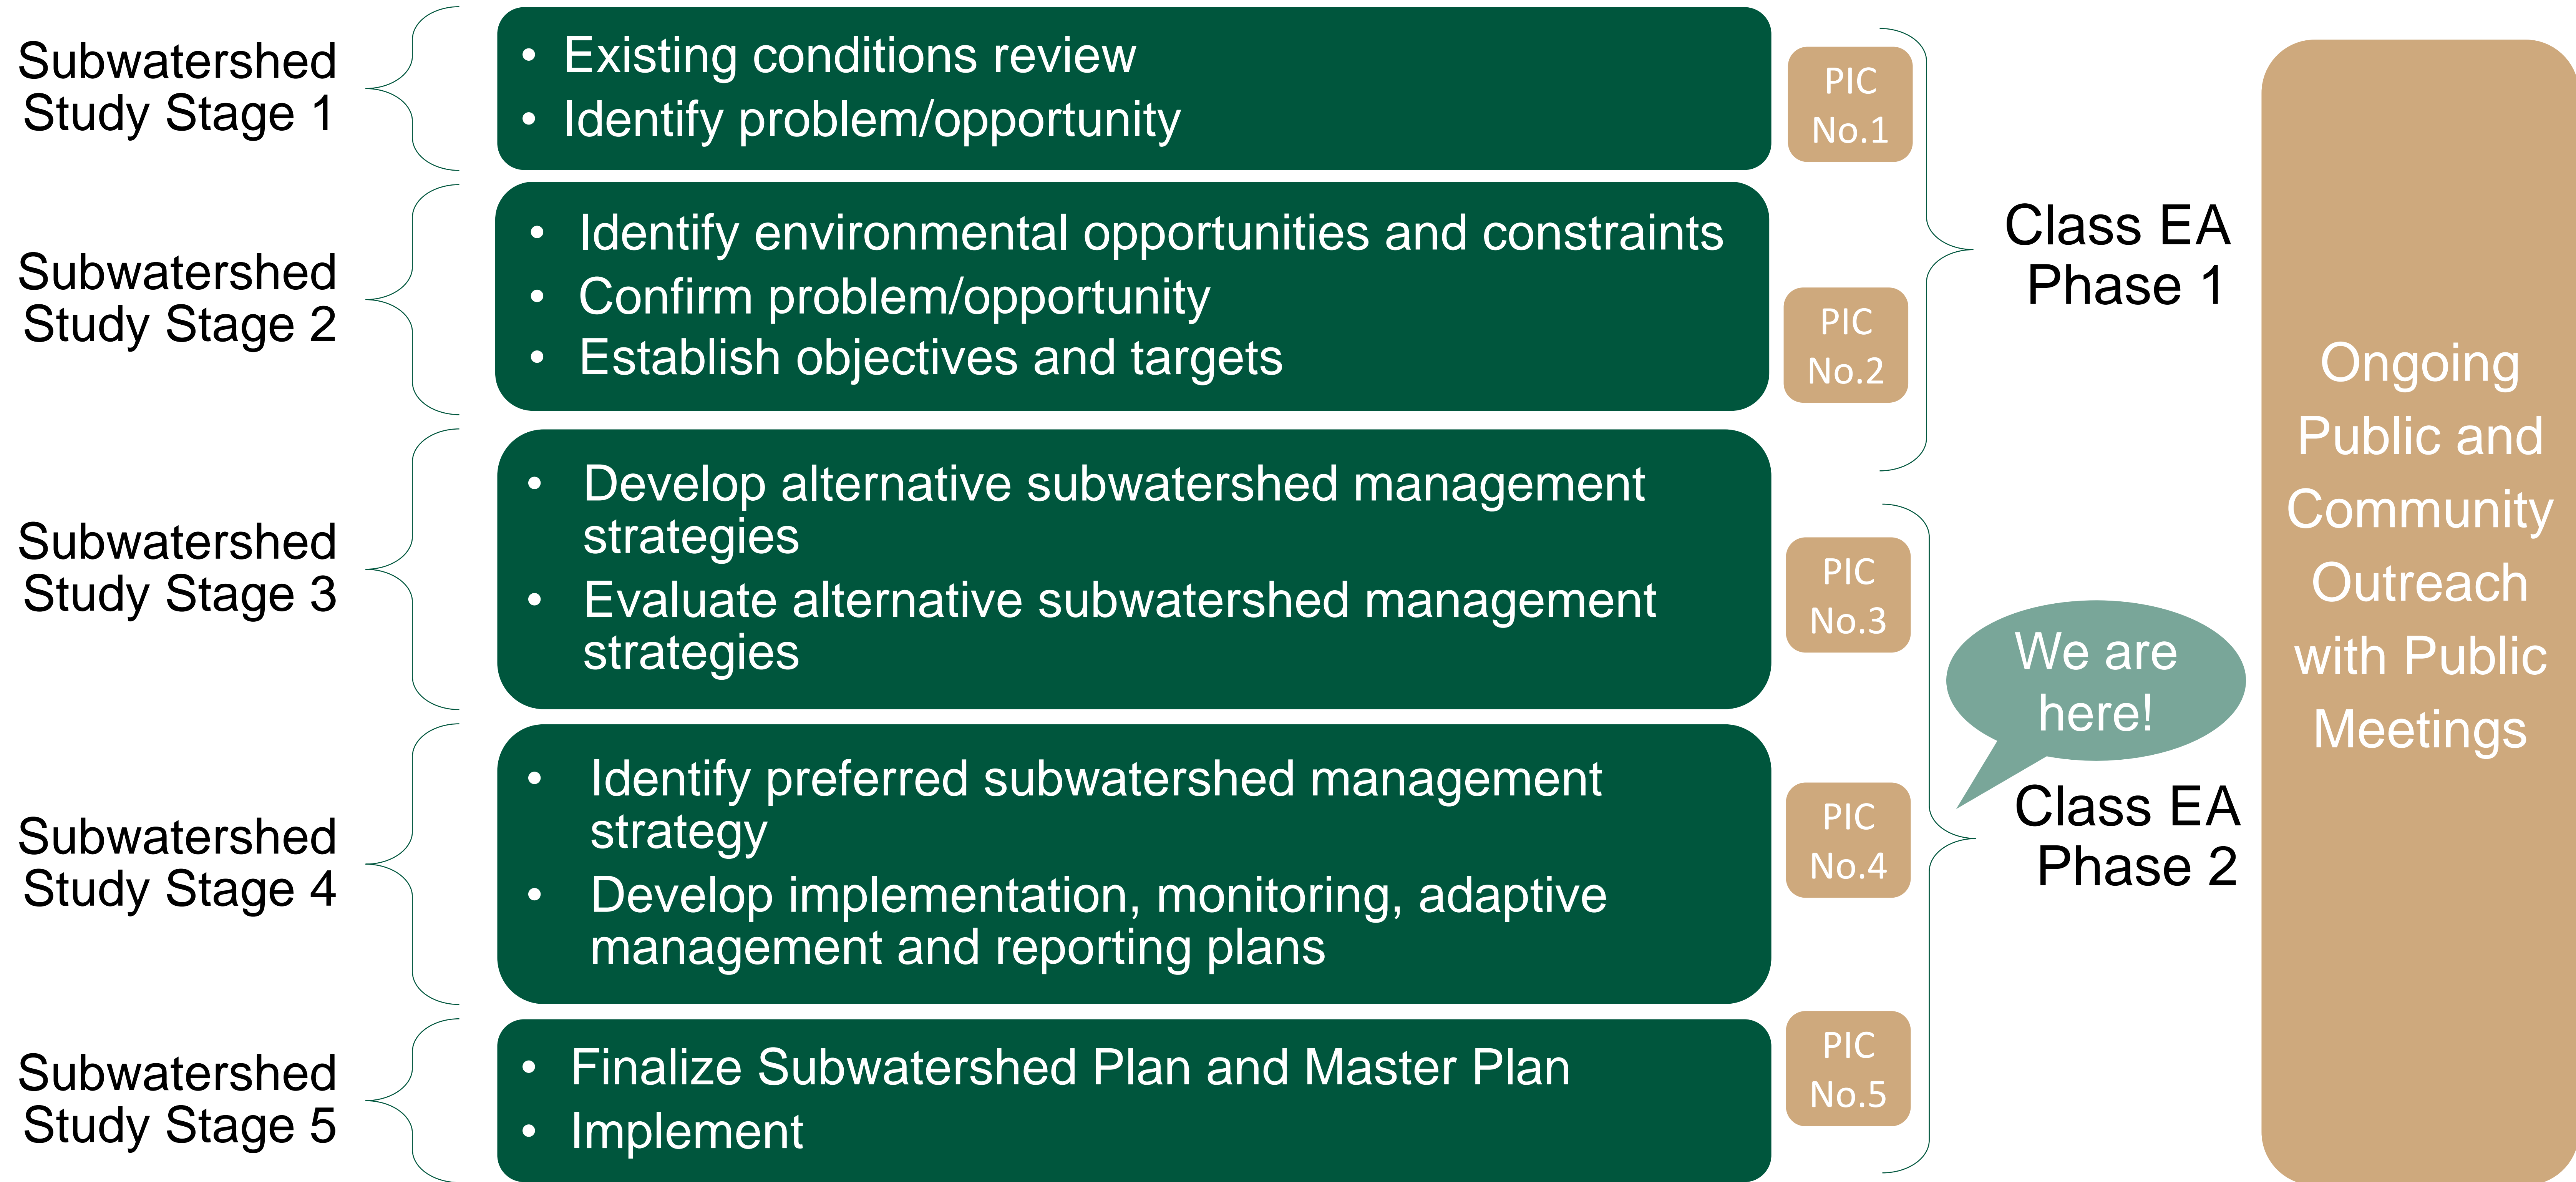 Subwatershed
Study Stage 1
• Existing conditions review
• Identify problem/opportunity
PIC
No.1
Subwatershed
Study Stage 2
• Identify environmental opportunities and constraints
• Confirm problem/opportunity
• Establish objectives and targets
PIC
No.2
Class EA
Phase 1
Subwatershed
Study Stage 3
• Develop alternative subwatershed management
strategies
• Evaluate alternative subwatershed management
strategies
PIC
No.3
We are
here!
Subwatershed
Study Stage 4
• Identify preferred subwatershed management
strategy
• Develop implementation, monitoring, adaptive
management and reporting plans
PIC
No.4
Class EA
Phase 2
Subwatershed
Study Stage 5
• Finalize Subwatershed Plan and Master Plan
• Implement
PIC
No.5
Ongoing
Public and
Community
Outreach
with Public
Meetings